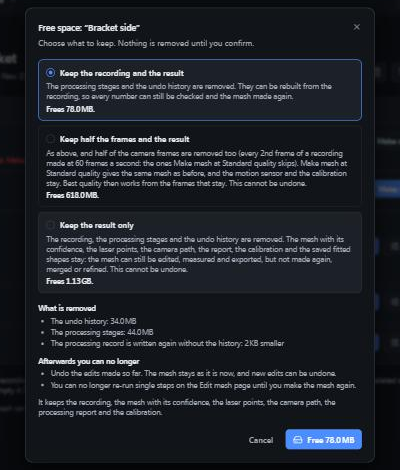 Free space: "Bracket side"
Choose what to keep. Nothing is removed until you confirm.
Keep the recording and the result
The processing stages and the undo history are removed. They can be rebuilt from the
recording, so every number can still be checked and the mesh made again.
Frees 78.0 MB.
Keep half the frames and the result
As above, and half of the camera frames are removed too (every 2nd frame of a recording
made at 60 frames a second: the ones Make mesh at Standard quality skips). Make mesh at
Standard quality gives the same mesh as before, and the motion sensor and the calibration
stay. Best quality then works from the frames that stay. This cannot be undone.
Frees 618.0 MB.
Keep the result only
The recording, the processing stages and the undo history are removed. The mesh with its
confidence, the laser points, the camera path, the report, the calibration and the saved fitted
shapes stay: the mesh can still be edited, measured and exported, but not made again,
merged or refined. This cannot be undone.
Frees 1.13 GB.
What is removed
• The undo history: 34.0 MB
• The processing stages: 44.0 MB
• The processing record is written again without the history: 2 KB smaller
Afterwards you can no longer
• Undo the edits made so far. The mesh stays as it is now, and new edits can be undone.
• You can no longer re-run single steps on the Edit mesh page until you make the mesh again.
It keeps the recording, the mesh with its confidence, the laser points, the camera path, the
processing report and the calibration.
Cancel
Free 78.0 MB